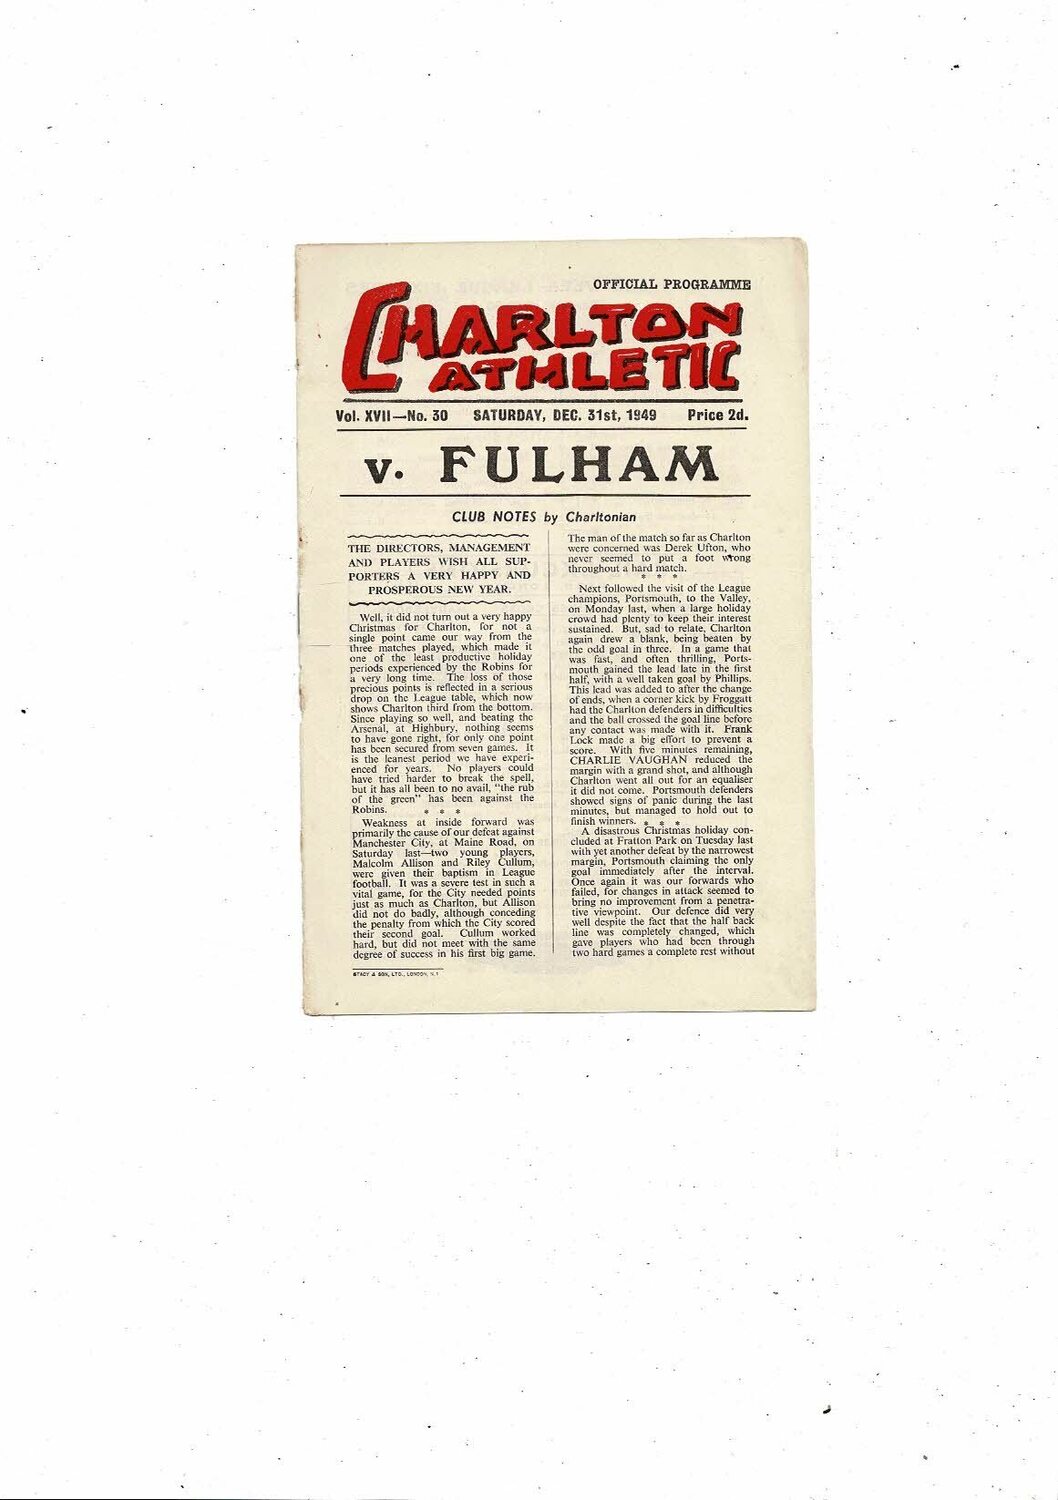 OFFICIAL PROGRAMME
CHARLTON
ATHLETIC
Vol. XVII—No. 30 SATURDAY, DEC. 31st, 1949 Price 2d.
v. FULHAM
CLUB NOTES by Charltonian
THE DIRECTORS, MANAGEMENT
AND PLAYERS WISH ALL SUP-
PORTERS A VERY HAPPY AND
PROSPEROUS NEW YEAR.
Well, it did not turn out a very happy
Christmas for Charlton, for not a
single point came our way from the
three matches played, which made it
one of the least productive holiday
periods experienced by the Robins for
a very long time. The loss of those
precious points is reflected in a serious
drop on the League table, which now
shows Charlton third from the bottom.
Since playing so well, and beating the
Arsenal, at Highbury, nothing seems
to have gone right, for only one point
has been secured from seven games. It
is the leanest period we have experi-
enced for years. No players could
have tried harder to break the spell,
but it has all been to no avail, "the rub
of the green" has been against the
Robins.
* * *
Weakness at inside forward was
primarily the cause of our defeat against
Manchester City, at Maine Road, on
Saturday last—two young players,
Malcolm Allison and Riley Cullum,
were given their baptism in League
football. It was a severe test in such a
vital game, for the City needed points
just as much as Charlton, but Allison
did not do badly, although conceding
the penalty from which the City scored
their second goal. Cullum worked
hard, but did not meet with the same
degree of success in his first big game.
STACY & SON, LTD., LONDON, N.1
The man of the match so far as Charlton
were concerned was Derek Ufton, who
never seemed to put a foot wrong
throughout a hard match.
* * *
Next followed the visit of the League
champions, Portsmouth, to the Valley,
on Monday last, when a large holiday
crowd had plenty to keep their interest
sustained. But, sad to relate, Charlton
again drew a blank, being beaten by
the odd goal in three. In a game that
was fast, and often thrilling, Ports-
mouth gained the lead late in the first
half, with a well taken goal by Phillips.
This lead was added to after the change
of ends, when a corner kick by Froggatt
had the Charlton defenders in difficulties
and the ball crossed the goal line before
any contact was made with it. Frank
Lock made a big effort to prevent a
score. With five minutes remaining,
CHARLIE VAUGHAN reduced the
margin with a grand shot, and although
Charlton went all out for an equaliser
it did not come. Portsmouth defenders
showed signs of panic during the last
minutes, but managed to hold out to
finish winners.
* * *
A disastrous Christmas holiday con-
cluded at Fratton Park on Tuesday last
with yet another defeat by the narrowest
margin, Portsmouth claiming the only
goal immediately after the interval.
Once again it was our forwards who
failed, for changes in attack seemed to
bring no improvement from a penetra-
tive viewpoint. Our defence did very
well despite the fact that the half back
line was completely changed, which
gave players who had been through
two hard games a complete rest without